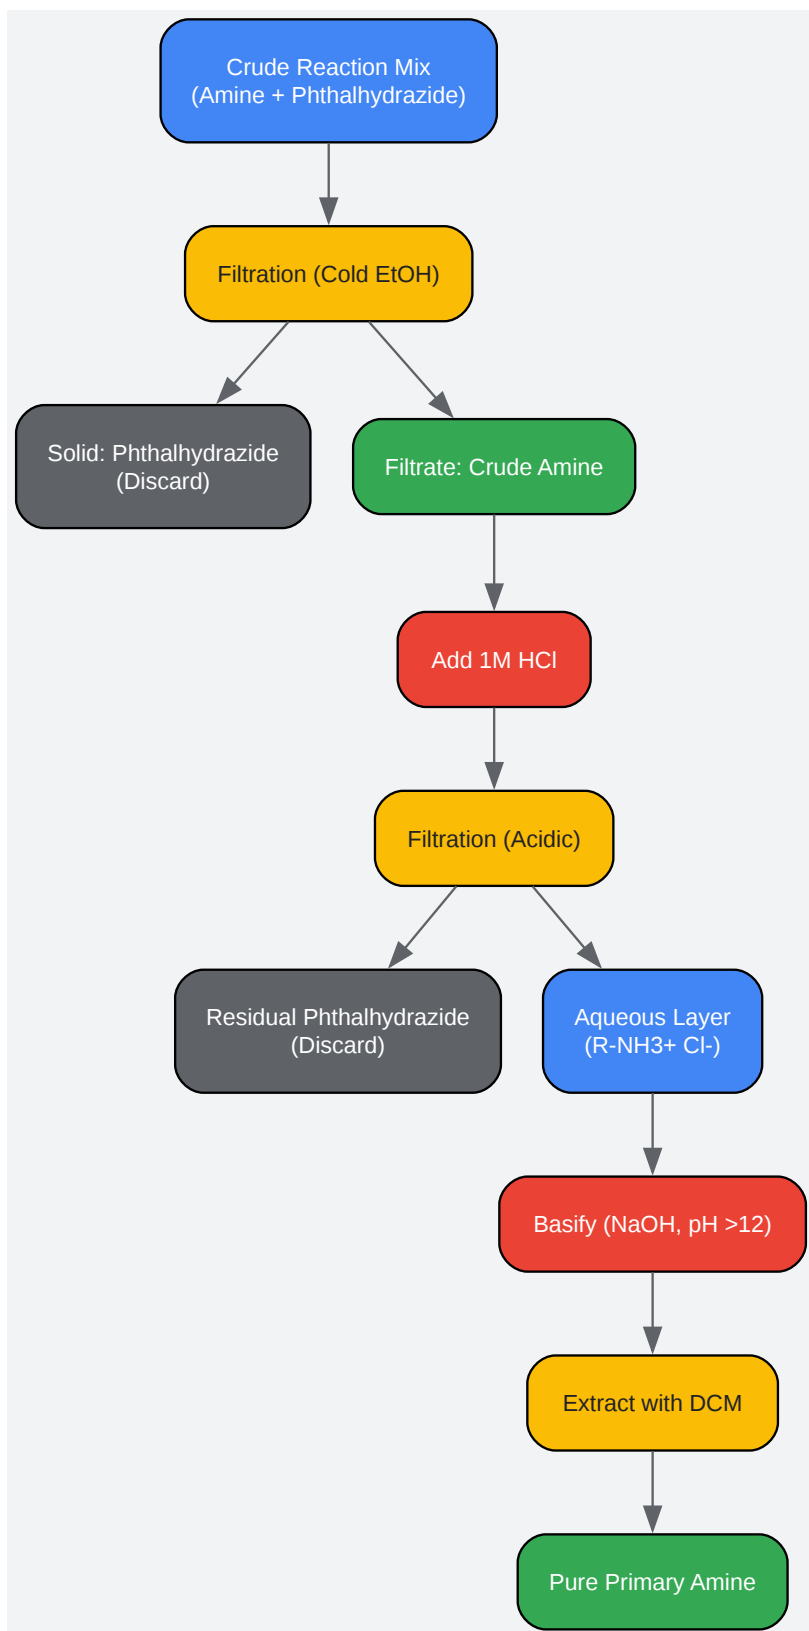 Crude Reaction Mix
(Amine + Phthalhydrazide)
Filtration (Cold EtOH)
Solid: Phthalhydrazide
(Discard)
Filtrate: Crude Amine
Add 1M HCl
Filtration (Acidic)
Residual Phthalhydrazide
(Discard)
Aqueous Layer
(R-NH3+ Cl-)
Basify (NaOH, pH >12)
Extract with DCM
Pure Primary Amine